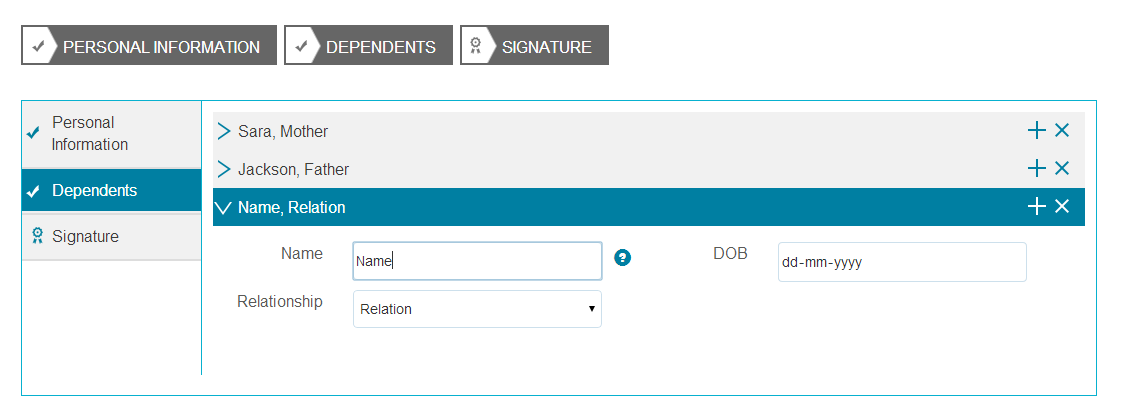 PERSONAL INFORMATION
DEPENDENTS
SIGNATURE
Personal
Information
Dependents
Signature
Sara, Mother
Jackson, Father
Name, Relation
Name
Name
?
DOB
dd-mm-yyyy
Relationship
Relation